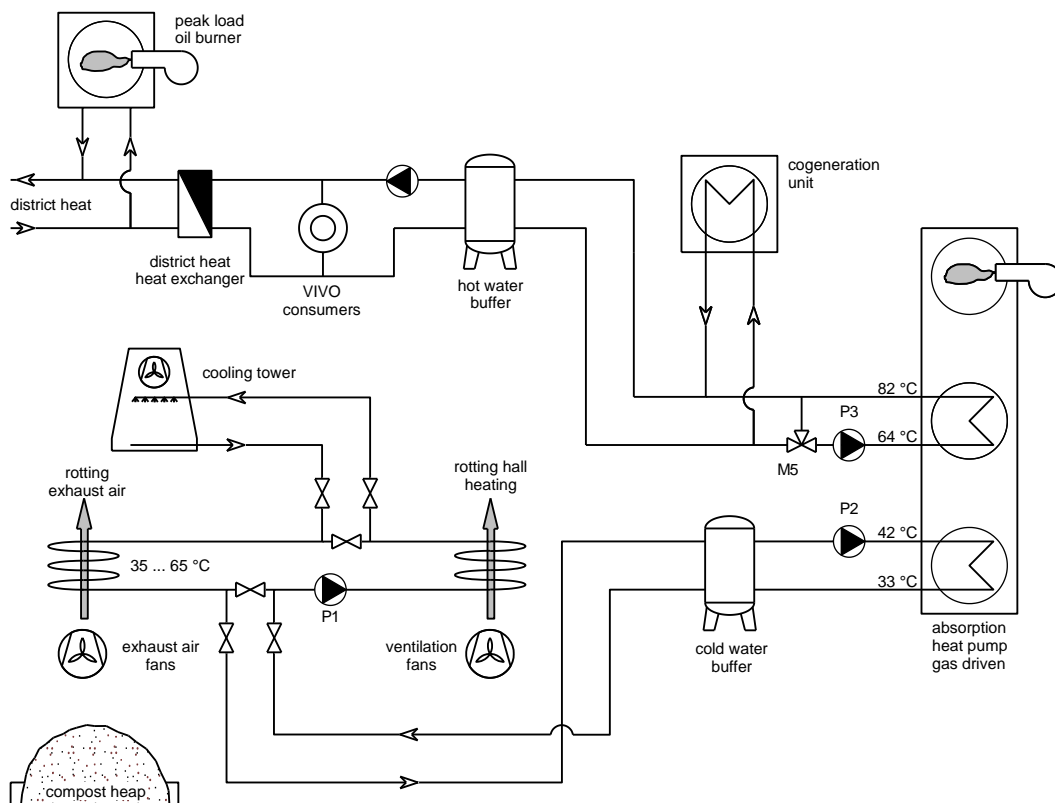 peak load
oil burner
cogeneration
unit
district heat
district heat
heat exchanger
VIVO
consumers
hot water
buffer
cooling tower
82 °C
P3
64 °C
M5
rotting
exhaust air
rotting hall
heating
P2
42 °C
35 ... 65 °C
33 °C
P1
exhaust air
fans
ventilation
fans
cold water
buffer
absorption
heat pump
gas driven
compost heap